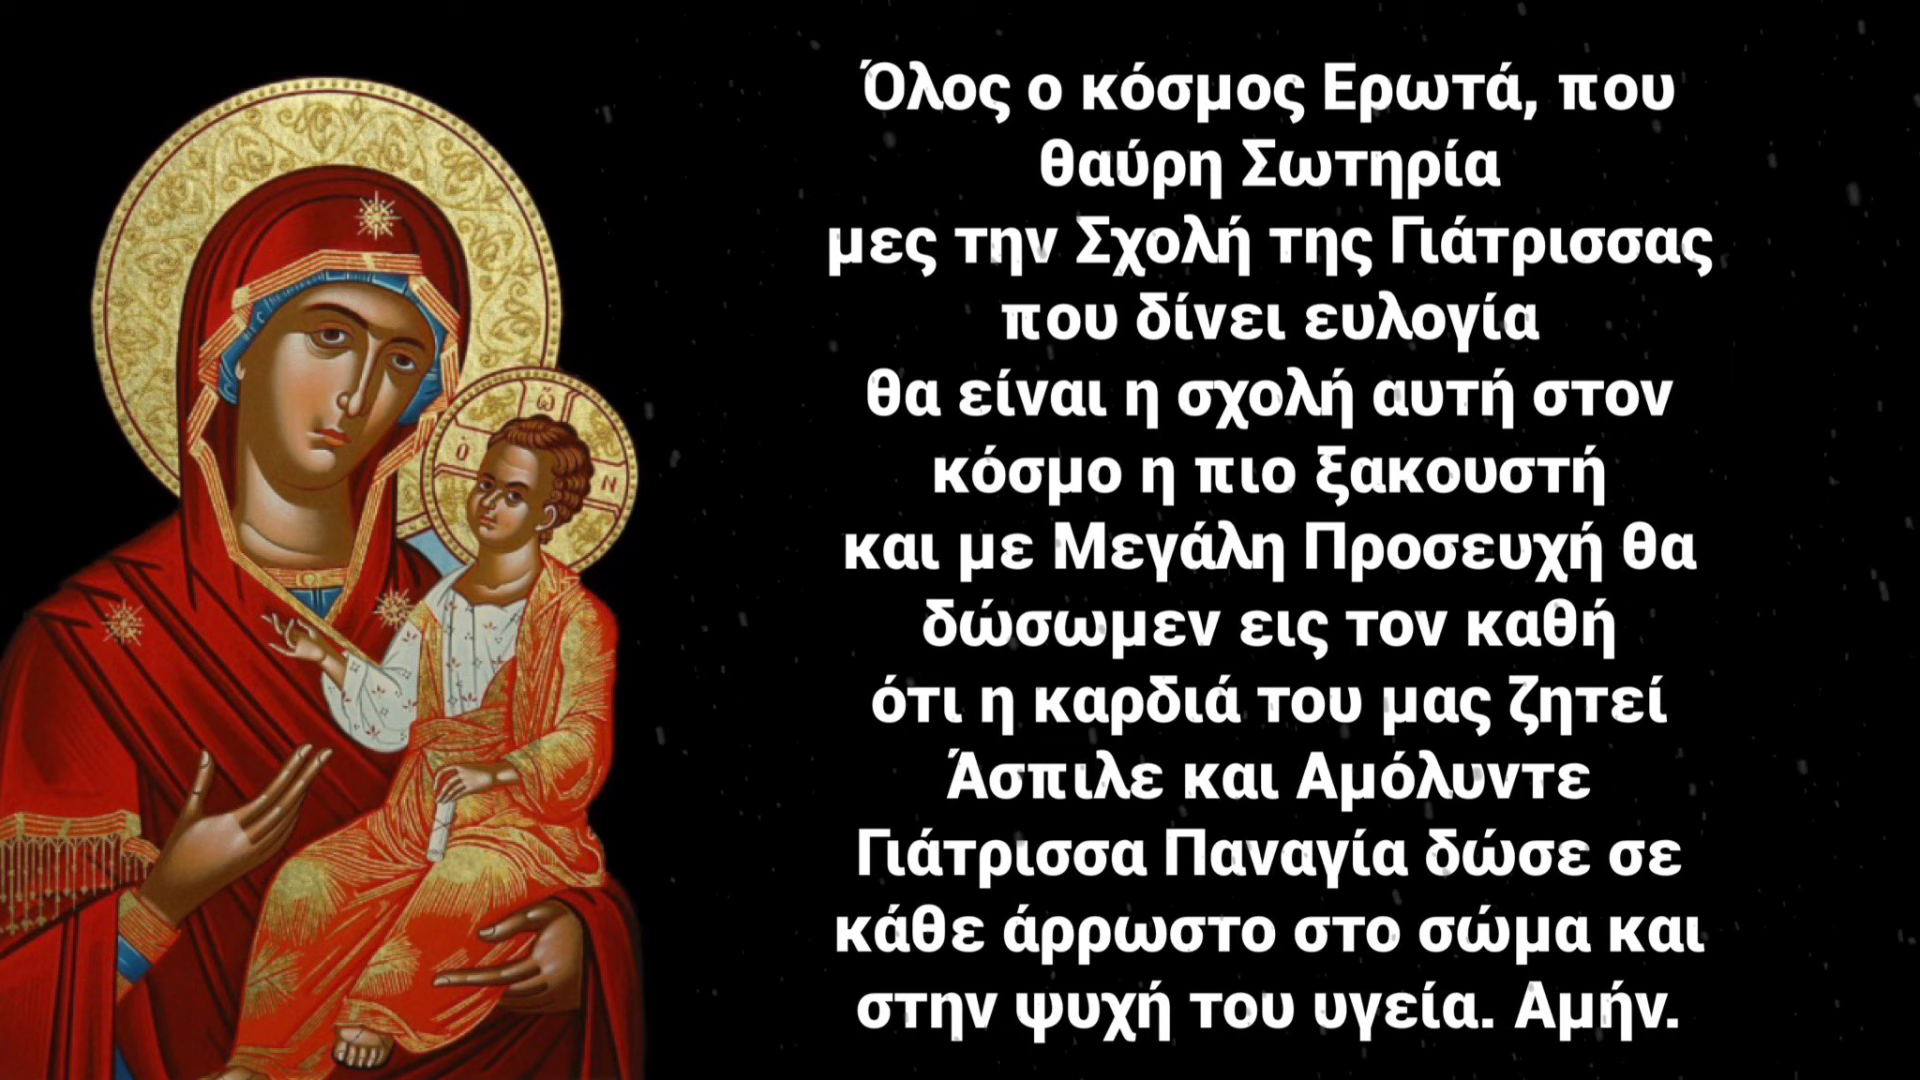 ὁ ὤ Ν
Όλος ο κόσμος Ερωτά, που
θαύρη Σωτηρία
μες την Σχολή της Γιάτρισσας
που δίνει ευλογία
θα είναι η σχολή αυτή στον
κόσμο η πιο ξακουστή
και με Μεγάλη Προσευχή θα
δώσωμεν εις τον καθή
ότι η καρδιά του μας ζητεί
Άσπιλε και Αμόλυντε
Γιάτρισσα Παναγία δώσε σε
κάθε άρρωστο στο σώμα και
στην ψυχή του υγεία. Αμήν.